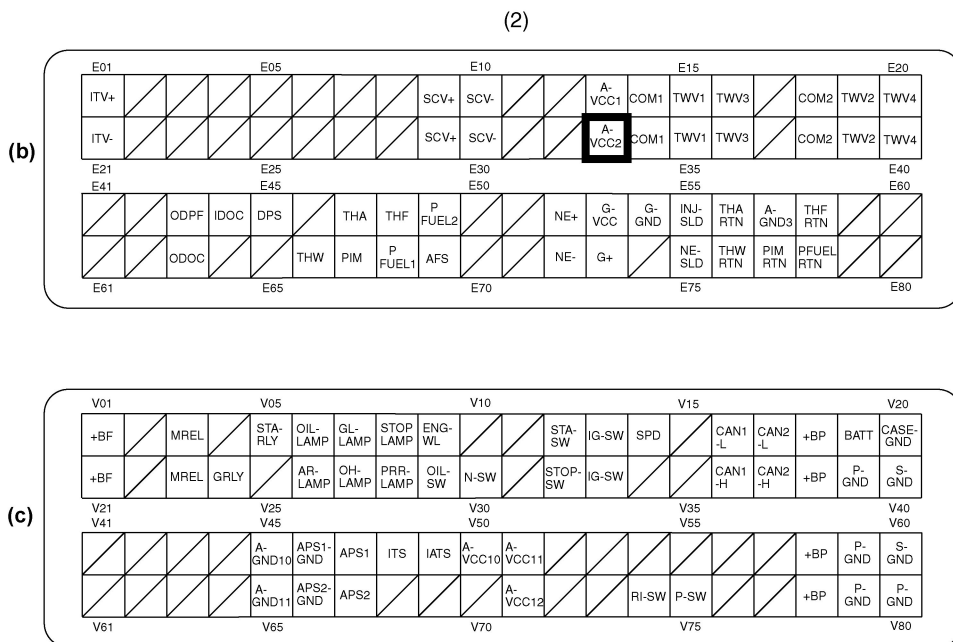 (2)
(b)
E01 E05 E10 E15 E20
ITV+ SCV+ SCV- A-VCC1 COM1 TWV1 TWV3 COM2 TWV2 TWV4
ITV- SCV+ SCV- A-VCC2 COM1 TWV1 TWV3 COM2 TWV2 TWV4
E21 E25 E30 E35 E40
E41 E45 E50 E55 E60
ODPF IDOC DPS THA THF P FUEL2 NE+ G-VCC G-GND INJ-SLD THA RTN A-GND3 THF RTN
ODOC THW PIM P FUEL1 AFS NE- G+ NE-SLD THW RTN PIM RTN PFUEL RTN
E61 E65 E70 E75 E80
(c)
V01 V05 V10 V15 V20
+BF MREL STA-RLY OIL-LAMP GL-LAMP STOP LAMP ENG-WL STA-SW IG-SW SPD CAN1-L CAN2-L +BP BATT CASE-GND
+BF MREL GRLY AR-LAMP OH-LAMP PRR-LAMP OIL-SW N-SW STOP-SW IG-SW CAN1-H CAN2-H +BP P-GND S-GND
V21 V25 V30 V35 V40
V41 V45 V50 V55 V60
A-GND10 APS1-GND APS1 ITS IATS A-VCC10 A-VCC11 +BP P-GND S-GND
A-GND11 APS2-GND APS2 A-VCC12 RI-SW P-SW +BP P-GND P-GND
V61 V65 V70 V75 V80